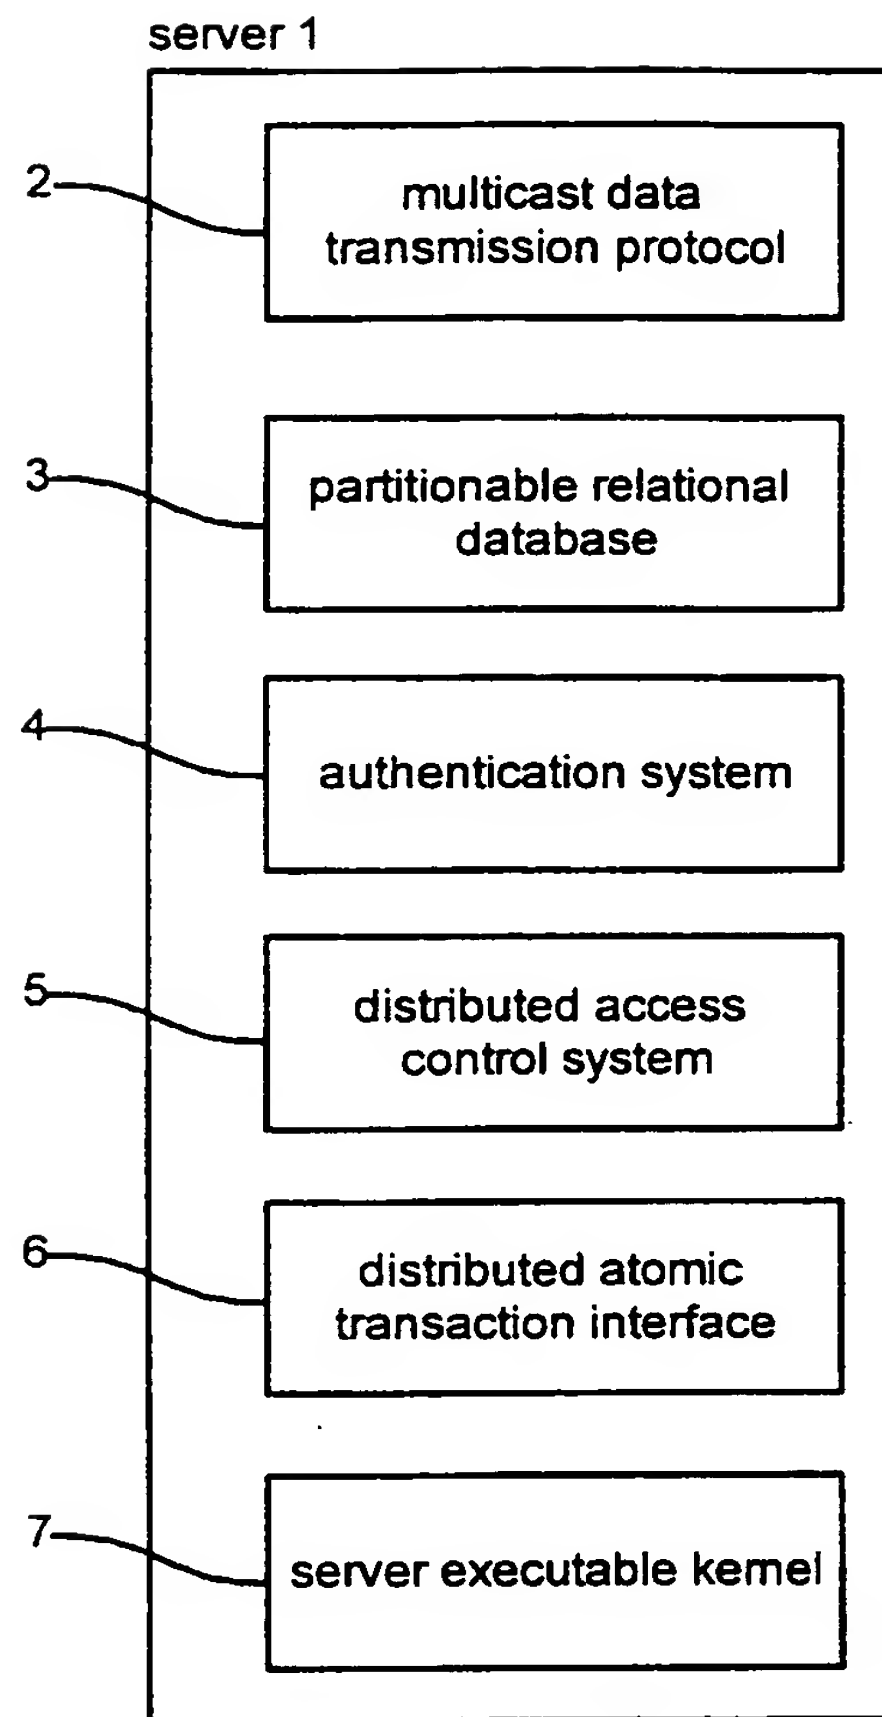 server 1
2
multicast data
transmission protocol
3
partitionable relational
database
4
authentication system
5
distributed access
control system
6
distributed atomic
transaction interface
7
server executable kernel